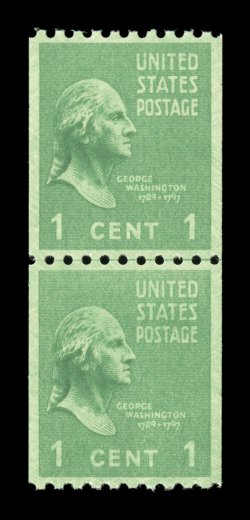 UNITED
STATES
POSTAGE
GEORGE
WASHINGTON
1789-1797
1 CENT 1
UNITED
STATES
POSTAGE
GEORGE
WASHINGTON
1789-1797
1 CENT 1